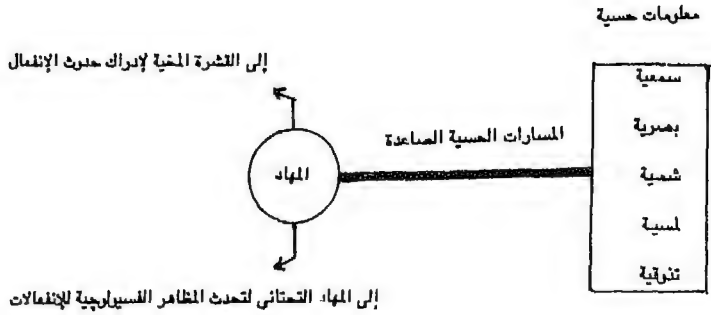 معلومات حسية
سمعية
بصرية
شمية
لمسية
تذوقية
المسارات الحسية الصاعدة
المهاد
إلى القشرة المخية لإدراك حدوث الإنفعال
إلى المهاد التحتاني لتحدث المظاهر الفسيولوجية للإنفعالات